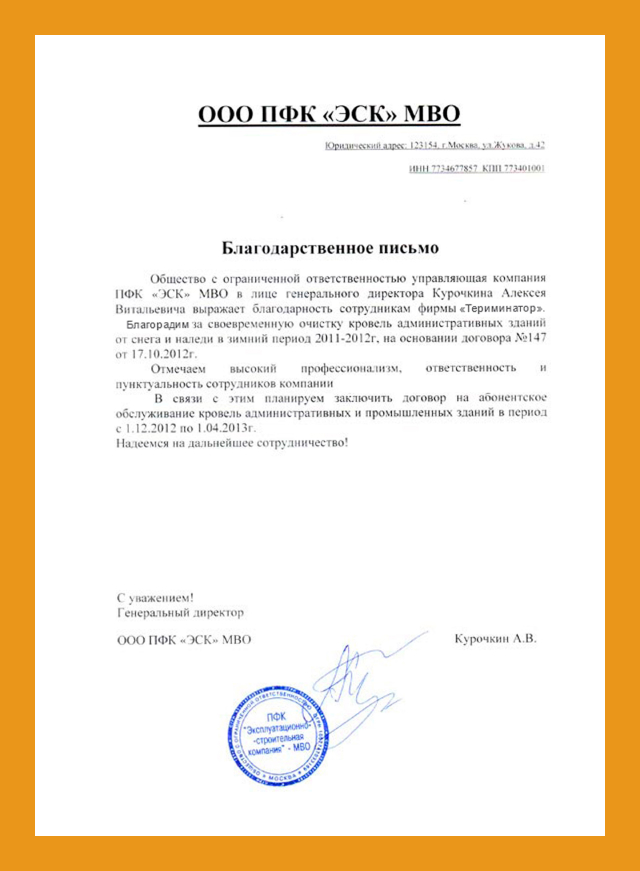 ООО ПФК «ЭСК» МВО
Юридический адрес: 123154, г.Москва, ул.Жукова, д.42
ИНН 7734677857 КПП 773401001
Благодарственное письмо
Общество с ограниченной ответственностью управляющая компания
ПФК «ЭСК» МВО в лице генерального директора Курочкина Алексея
Витальевича выражает благодарность сотрудникам фирмы «Териминатор».
Благорадим за своевременную очистку кровель административных зданий
от снега и наледи в зимний период 2011-2012г, на основании договора №147
от 17.10.2012г.
Отмечаем высокий профессионализм, ответственность и
пунктуальность сотрудников компании
В связи с этим планируем заключить договор на абонентское
обслуживание кровель административных и промышленных зданий в период
с 1.12.2012 по 1.04.2013г.
Надеемся на дальнейшее сотрудничество!
С уважением!
Генеральный директор
ООО ПФК «ЭСК» МВО
Курочкин А.В.
ПФК
"Эксплуатационно-
-строительная
компания" - МВО
ОБЩЕСТВО С ОГРАНИЧЕННОЙ ОТВЕТСТВЕННОСТЬЮ
МОСКВА